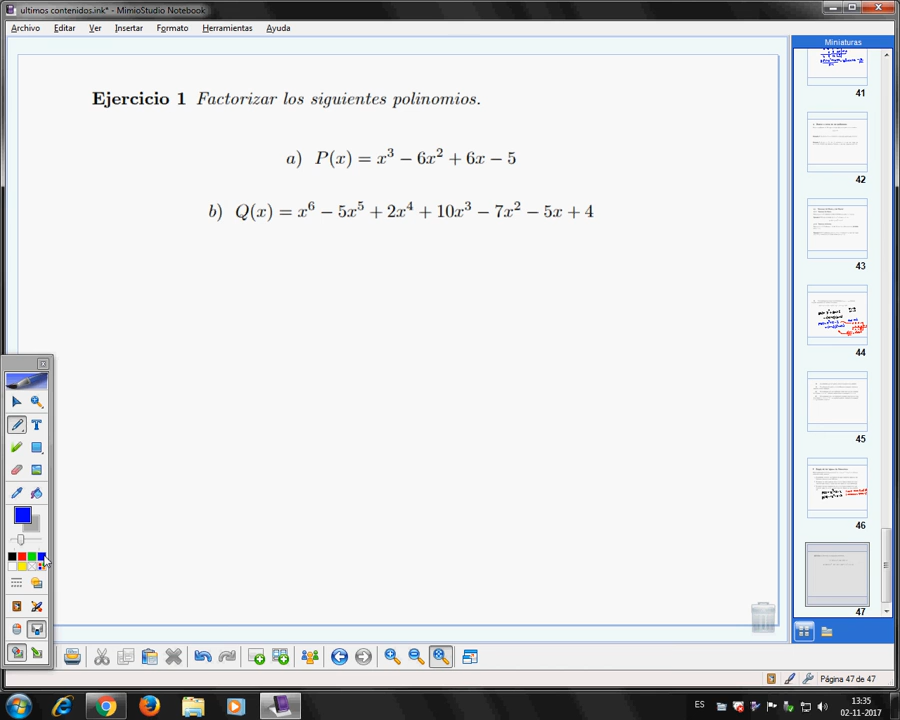 ultimos contenidos.ink* - MimioStudio Notebook
Archivo Editar Ver Insertar Formato Herramientas Ayuda
Miniaturas
Ejercicio 1 Factorizar los siguientes polinomios.
a) P(x) = x³ − 6x² + 6x − 5
b) Q(x) = x⁶ − 5x⁵ + 2x⁴ + 10x³ − 7x² − 5x + 4
41
42
43
44
45
46
47
T
Página 47 de 47
ES
13:35
02-11-2017